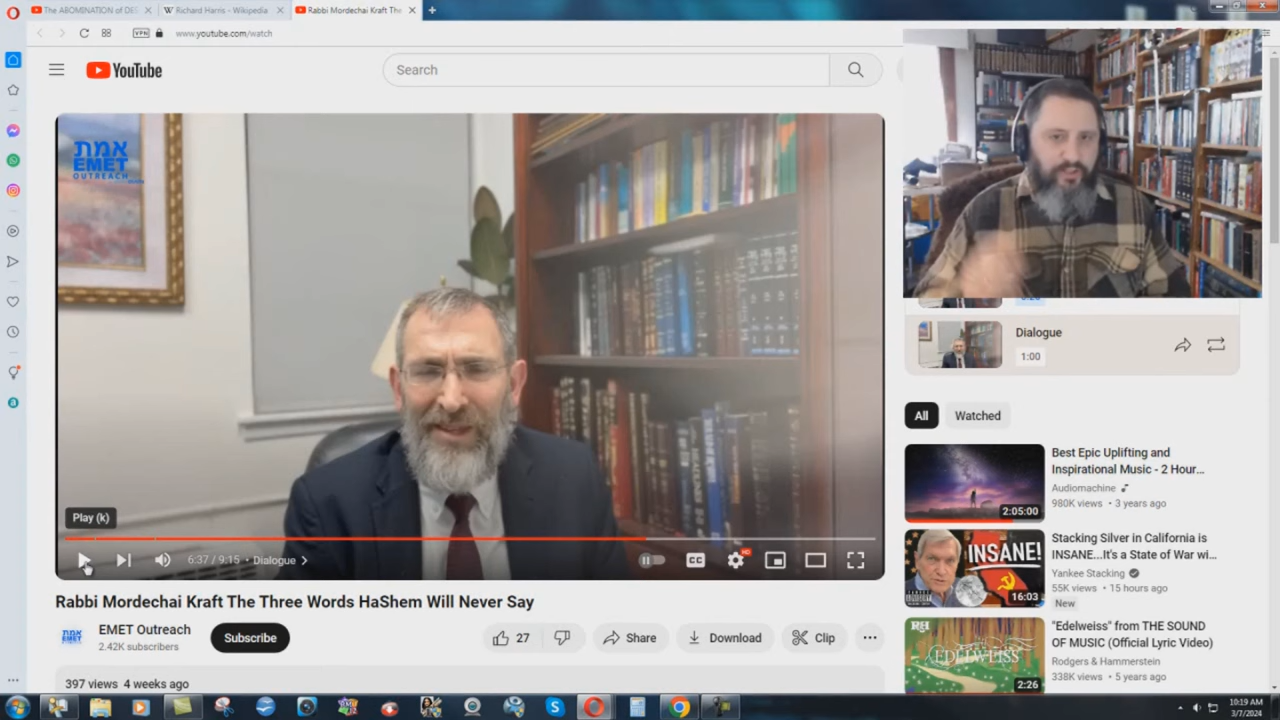 The ABOMINATION of DES
Richard Harris - Wikipedia
Rabbi Mordechai Kraft The Thre
VPN
www.youtube.com/watch
YouTube
Search
אמת
EMET
OUTREACH
Dialogue
1:00
All
Watched
Best Epic Uplifting and
Inspirational Music - 2 Hour...
Audiomachine
980K views • 3 years ago
2:05:00
Stacking Silver in California is
INSANE...It's a State of War wi...
Yankee Stacking
55K views • 15 hours ago
New
INSANE!
16:03
"Edelweiss" from THE SOUND
OF MUSIC (Official Lyric Video)
Rodgers & Hammerstein
338K views • 5 years ago
R&H
EDELWEISS
2:26
Play (k)
6:37 / 9:15 • Dialogue
CC
HD
Rabbi Mordechai Kraft The Three Words HaShem Will Never Say
EMET Outreach
2.42K subscribers
Subscribe
27
Share
Download
Clip
397 views 4 weeks ago
10:19 AM
3/7/2024